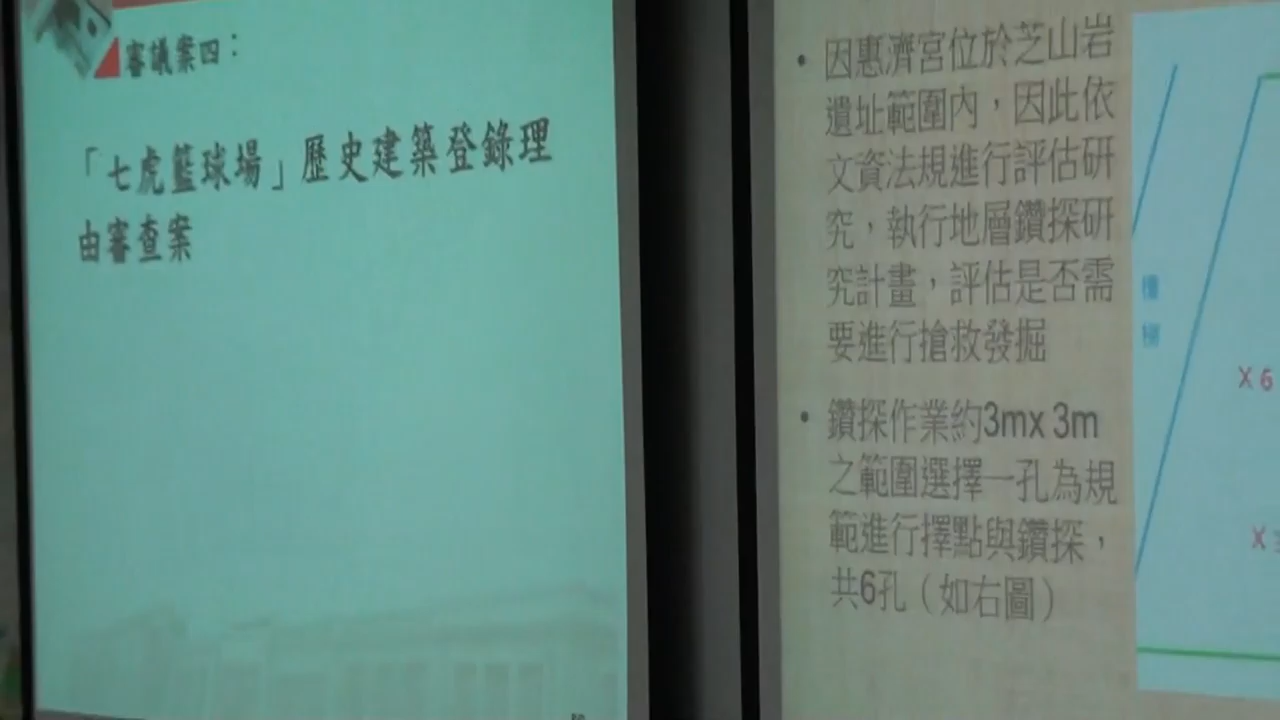 審議案四：
「七虎籃球場」歷史建築登錄理
由審查案
• 因惠濟宮位於芝山岩
遺址範圍內，因此依
文資法規進行評估研
究，執行地層鑽探研
究計畫，評估是否需
要進行搶救發掘
• 鑽探作業約3mx 3m
之範圍選擇一孔為規
範進行擇點與鑽探，
共6孔（如右圖）
X 6
X